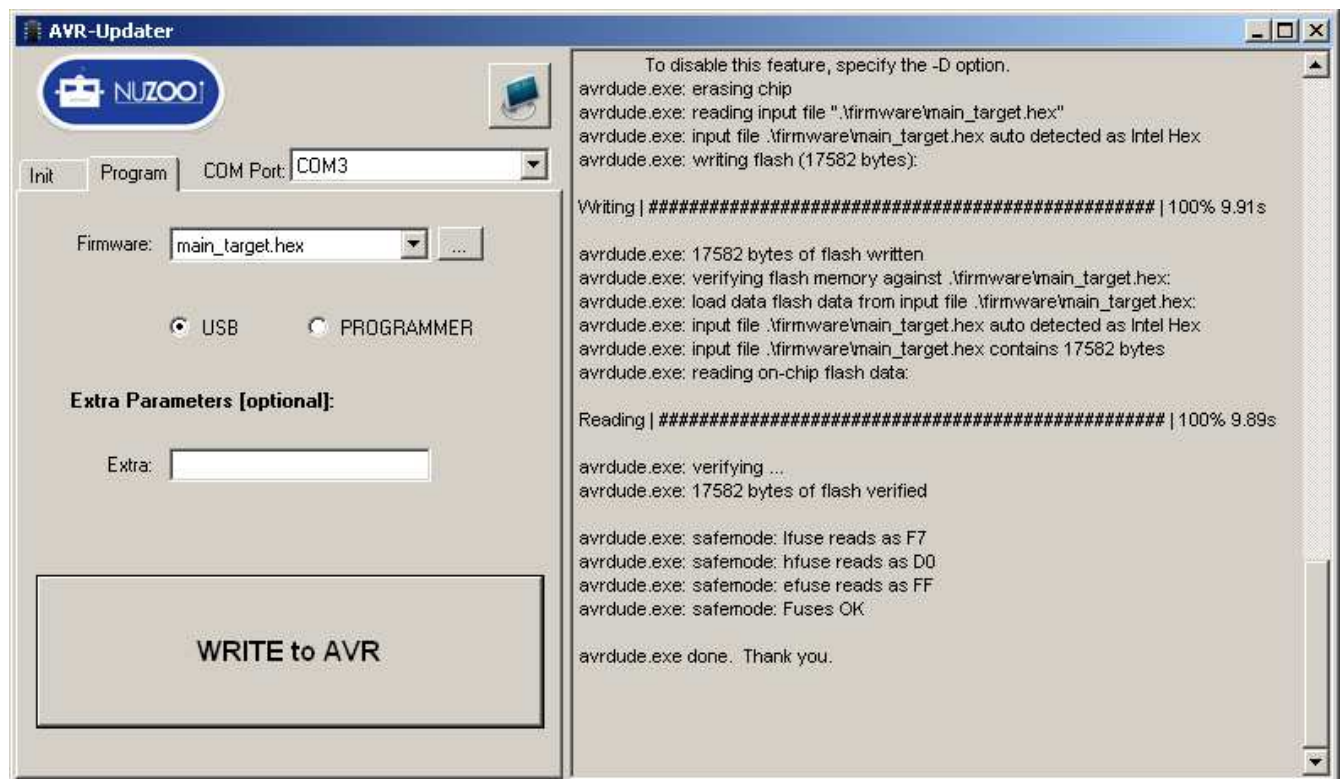 AVR-Updater
NUZOO
Init
Program
COM Port: COM3
Firmware: main_target.hex ...
USB PROGRAMMER
Extra Parameters [optional]:
Extra:
WRITE to AVR
To disable this feature, specify the -D option.
avrdude.exe: erasing chip
avrdude.exe: reading input file ".\firmware\main_target.hex"
avrdude.exe: input file .\firmware\main_target.hex auto detected as Intel Hex
avrdude.exe: writing flash (17582 bytes):
Writing | ################################################## | 100% 9.91s
avrdude.exe: 17582 bytes of flash written
avrdude.exe: verifying flash memory against .\firmware\main_target.hex:
avrdude.exe: load data flash data from input file .\firmware\main_target.hex:
avrdude.exe: input file .\firmware\main_target.hex auto detected as Intel Hex
avrdude.exe: input file .\firmware\main_target.hex contains 17582 bytes
avrdude.exe: reading on-chip flash data:
Reading | ################################################## | 100% 9.89s
avrdude.exe: verifying ...
avrdude.exe: 17582 bytes of flash verified
avrdude.exe: safemode: lfuse reads as F7
avrdude.exe: safemode: hfuse reads as D0
avrdude.exe: safemode: efuse reads as FF
avrdude.exe: safemode: Fuses OK
avrdude.exe done.  Thank you.